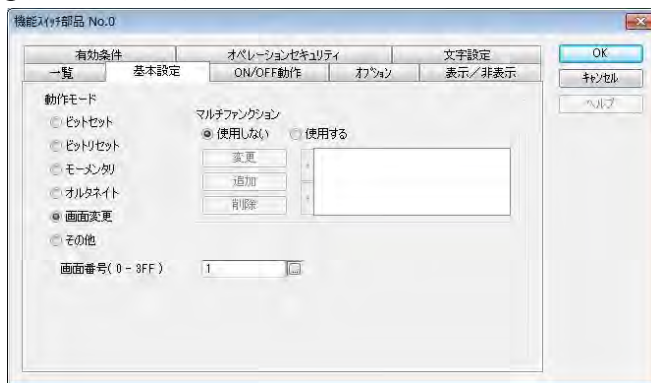 機能スイッチ部品 No.0
有効条件 オペレーションセキュリティ 文字設定
一覧 基本設定 ON/OFF動作 オプション 表示／非表示
OK
キャンセル
ヘルプ
動作モード
ビットセット
ビットリセット
モーメンタリ
オルタネイト
画面変更
その他
マルチファンクション
使用しない 使用する
変更
追加
削除
画面番号( 0 - 3FF ) 1